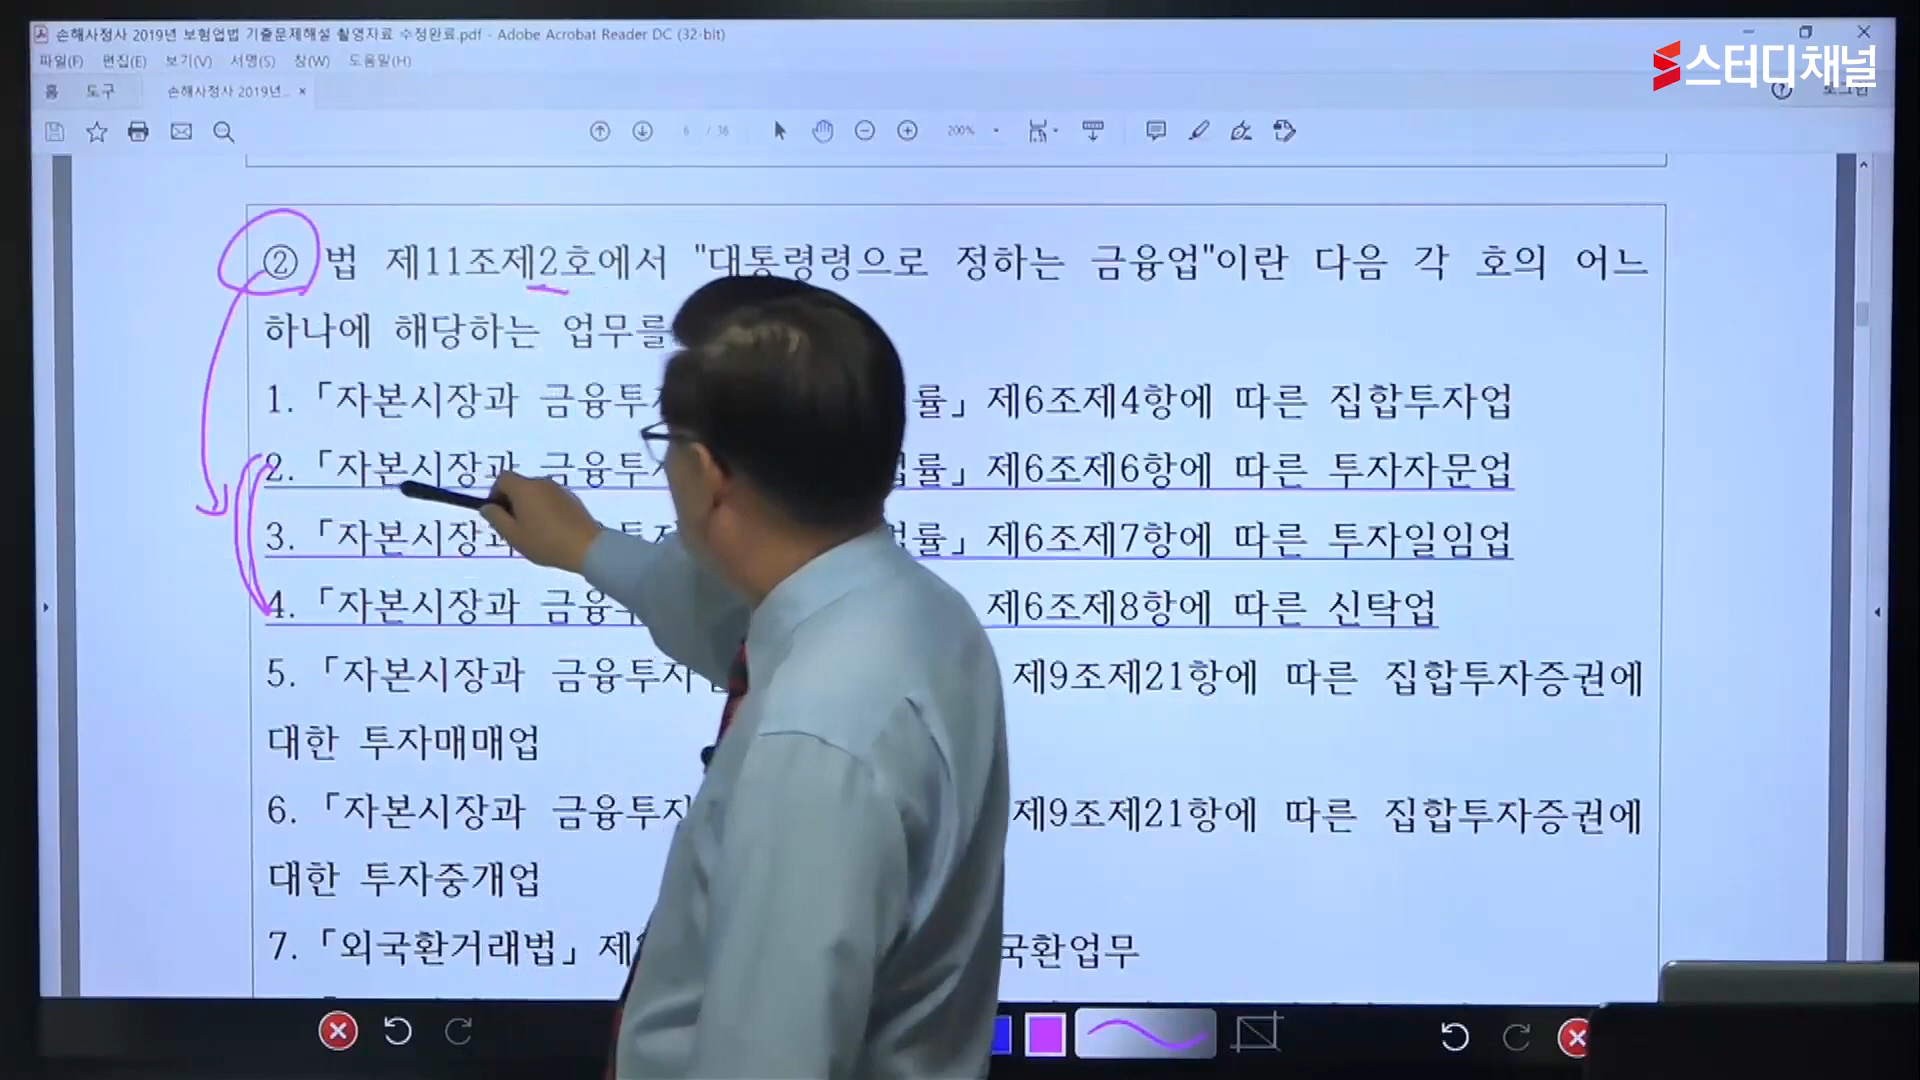 손해사정사 2019년 보험업법 기출문제해설 촬영자료 수정완료.pdf - Adobe Acrobat Reader DC (32-bit)
파일(F) 편집(E) 보기(V) 서명(S) 창(W) 도움말(H)
스터디채널
홈 도구 손해사정사 2019년... ×
로그인
6 / 36 200%
② 법 제11조제2호에서 "대통령령으로 정하는 금융업"이란 다음 각 호의 어느
하나에 해당하는 업무를
1.「자본시장과 금융투 률」 제6조제4항에 따른 집합투자업
2.「자본시장과 금융투 법률」 제6조제6항에 따른 투자자문업
3.「자본시장과 금융투 법률」 제6조제7항에 따른 투자일임업
4.「자본시장과 금융 제6조제8항에 따른 신탁업
5.「자본시장과 금융투자 제9조제21항에 따른 집합투자증권에
대한 투자매매업
6.「자본시장과 금융투 제9조제21항에 따른 집합투자증권에
대한 투자중개업
7.「외국환거래법」제 국환업무